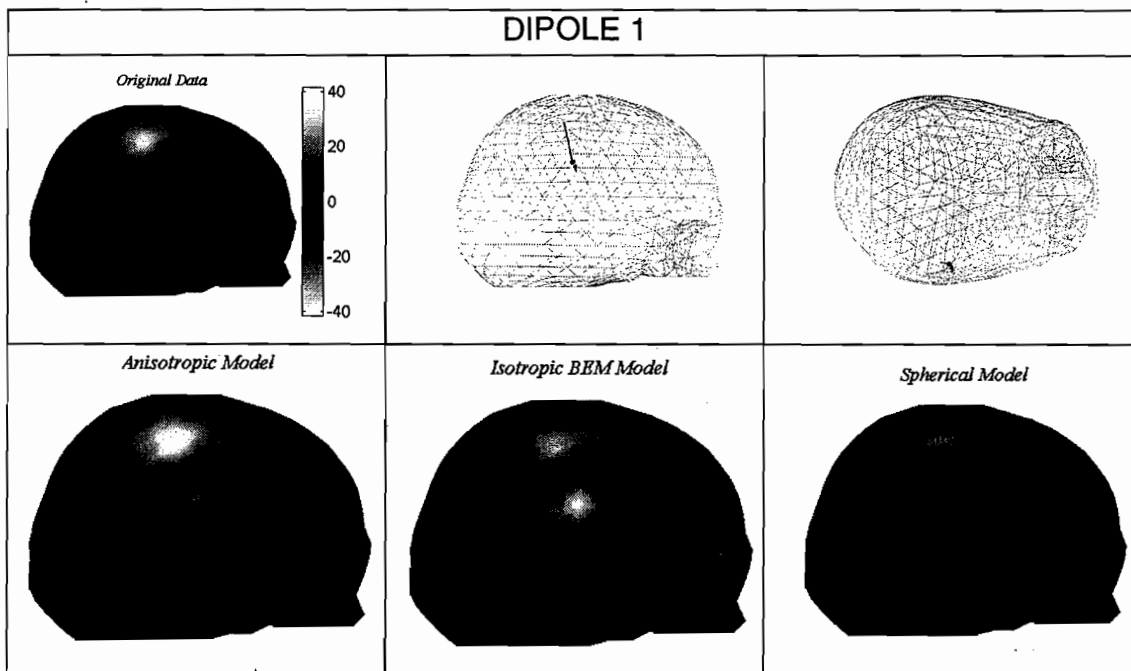 DIPOLE 1
Original Data
40
20
0
-20
-40
Anisotropic Model
Isotropic BEM Model
Spherical Model